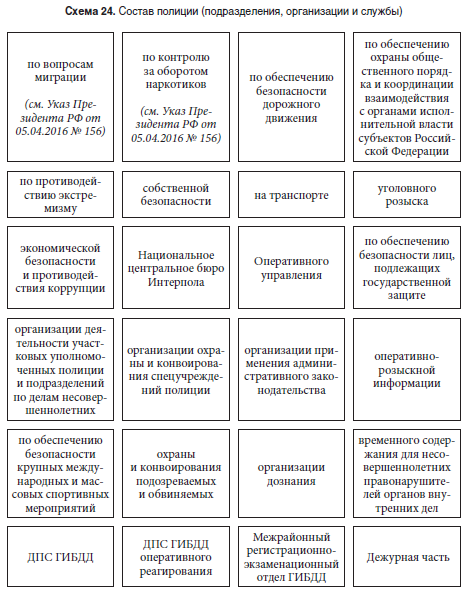 Схема 24. Состав полиции (подразделения, организации и службы)
по вопросам
миграции
(см. Указ Пре-
зидента РФ от
05.04.2016 № 156)
по контролю
за оборотом
наркотиков
(см. Указ Пре-
зидента РФ от
05.04.2016 № 156)
по обеспечению
безопасности
дорожного
движения
по обеспечению
охраны обще-
ственного поряд-
ка и координации
взаимодействия
с органами испол-
нительной власти
субъектов Россий-
ской Федерации
по противодей-
ствию экстре-
мизму
собственной
безопасности
на транспорте
уголовного
розыска
экономической
безопасности
и противодей-
ствия коррупции
Национальное
центральное бюро
Интерпола
Оперативного
управления
по обеспечению
безопасности лиц,
подлежащих
государственной
защите
организации дея-
тельности участ-
ковых уполномо-
ченных полиции
и подразделений
по делам несовер-
шеннолетних
организации охра-
ны и конвоирова-
ния спецучрежде-
ний полиции
организации при-
менения админи-
стративного зако-
нодательства
оперативно-
розыскной
информации
по обеспечению
безопасности
крупных между-
народных и мас-
совых спортивных
мероприятий
охраны
и конвоирования
подозреваемых
и обвиняемых
организации
дознания
временного содер-
жания для несо-
вершеннолетних
правонарушите-
лей органов вну-
тренних дел
ДПС ГИБДД
ДПС ГИБДД
оперативного
реагирования
Межрайонный
регистрационно-
экзаменационный
отдел ГИБДД
Дежурная часть